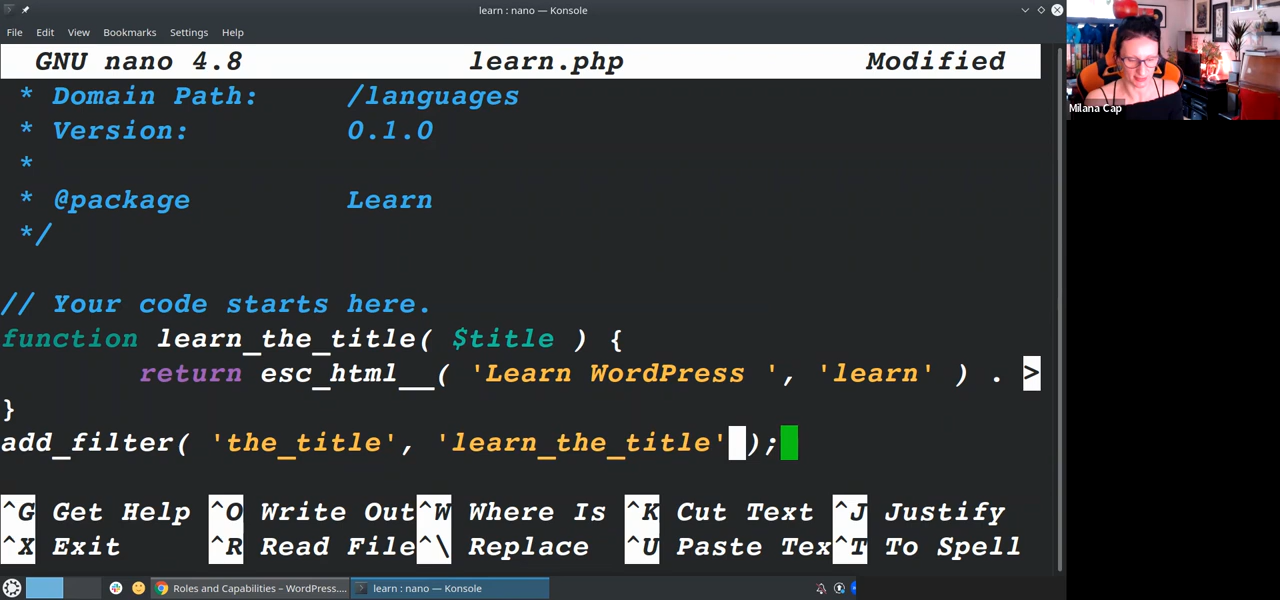 learn : nano — Konsole
File Edit View Bookmarks Settings Help
GNU nano 4.8 learn.php Modified
* Domain Path: /languages
* Version: 0.1.0
*
* @package Learn
*/
// Your code starts here.
function learn_the_title( $title ) {
return esc_html__( 'Learn WordPress ', 'learn' ) . >
}
add_filter( 'the_title', 'learn_the_title' );
^G Get Help ^O Write Out ^W Where Is ^K Cut Text ^J Justify
^X Exit ^R Read File ^\ Replace ^U Paste Tex ^T To Spell
Roles and Capabilities – WordPress.... learn : nano — Konsole
Milana Cap